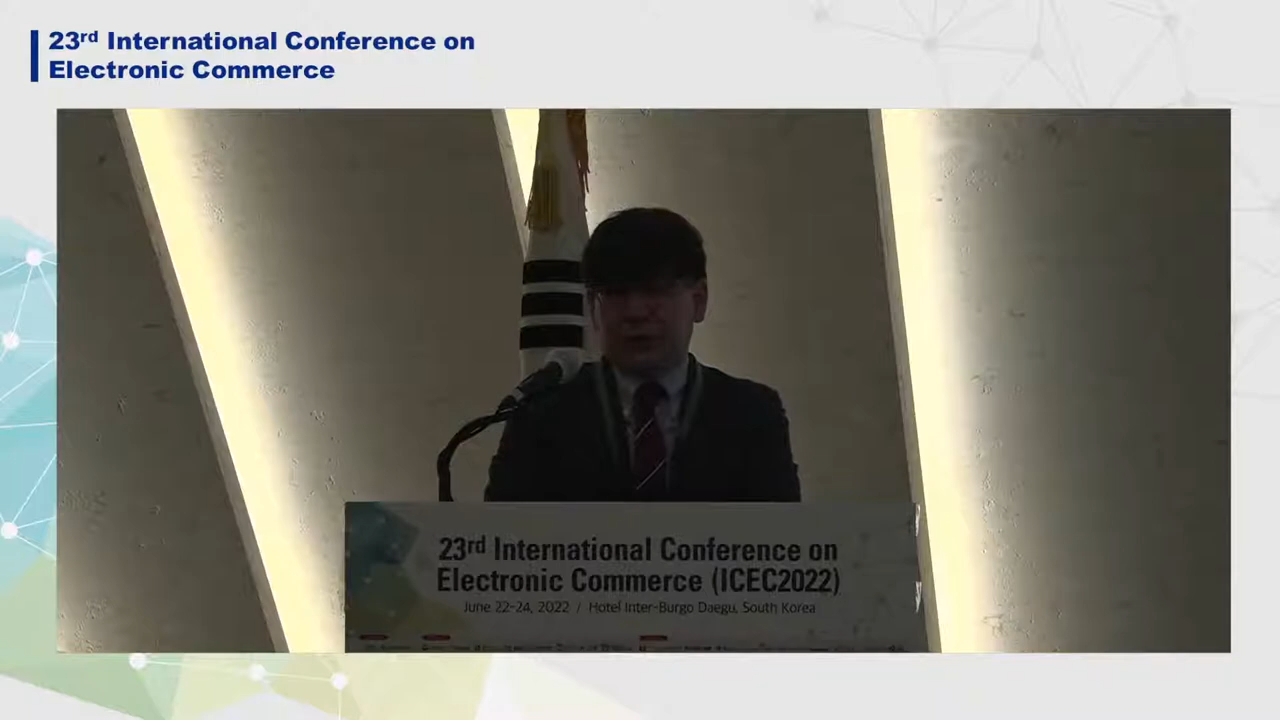 23rd International Conference on
Electronic Commerce
23rd International Conference on
Electronic Commerce (ICEC2022)
June 22-24, 2022 / Hotel Inter-Burgo Daegu, South Korea